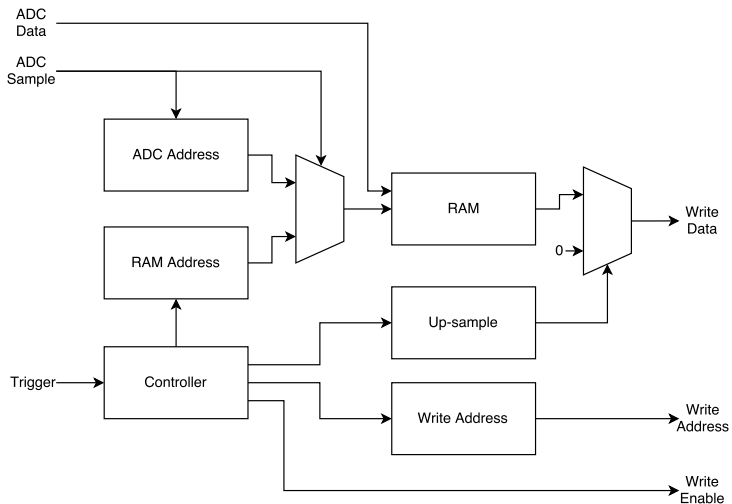 ADC
Data
ADC
Sample
ADC Address
RAM
Write
Data
0
RAM Address
Up-sample
Trigger
Controller
Write Address
Write
Address
Write
Enable